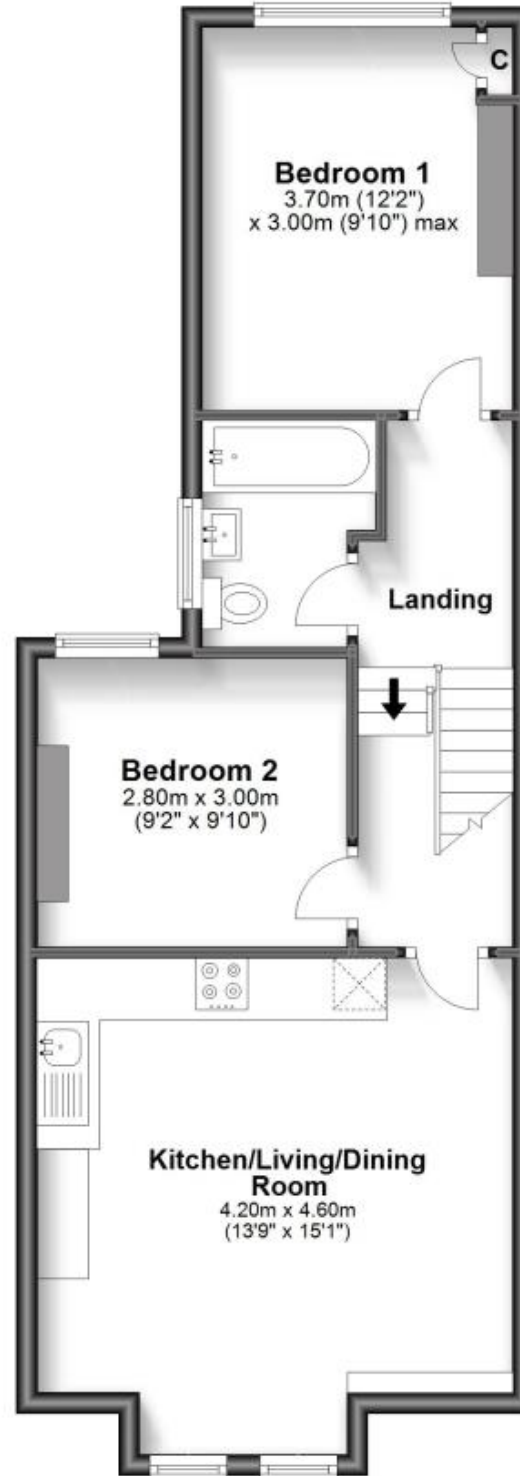 C
Bedroom 1
3.70m (12'2")
x 3.00m (9'10") max
Landing
Bedroom 2
2.80m x 3.00m
(9'2" x 9'10")
Kitchen/Living/Dining
Room
4.20m x 4.60m
(13'9" x 15'1")